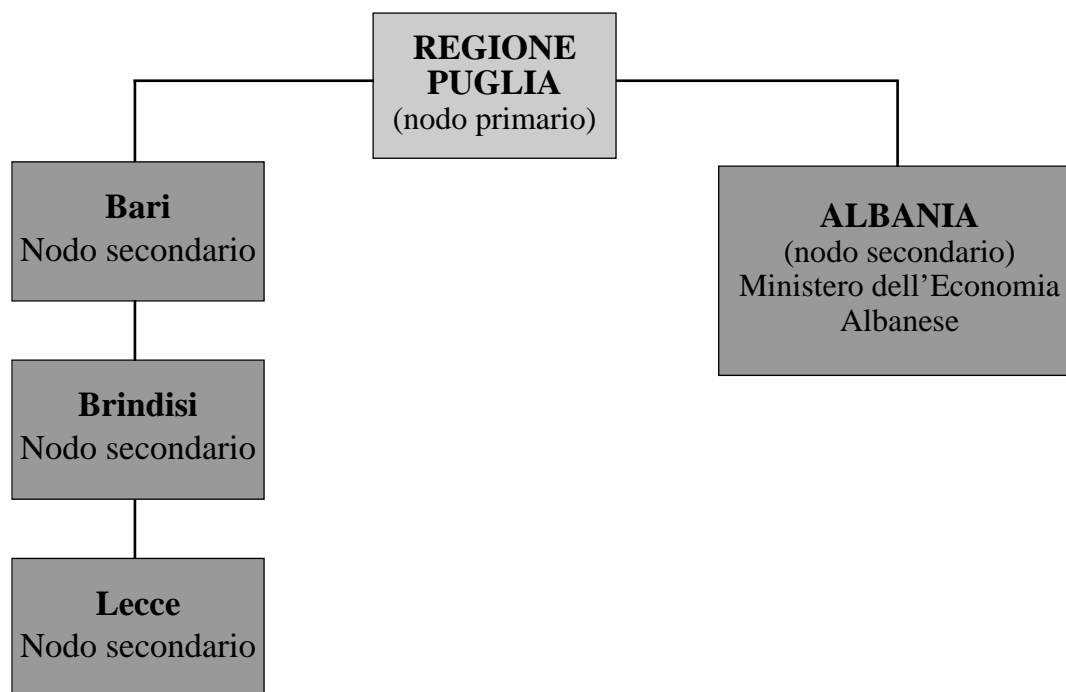 REGIONE
PUGLIA
(nodo primario)
Bari
Nodo secondario
ALBANIA
(nodo secondario)
Ministero dell’Economia
Albanese
Brindisi
Nodo secondario
Lecce
Nodo secondario